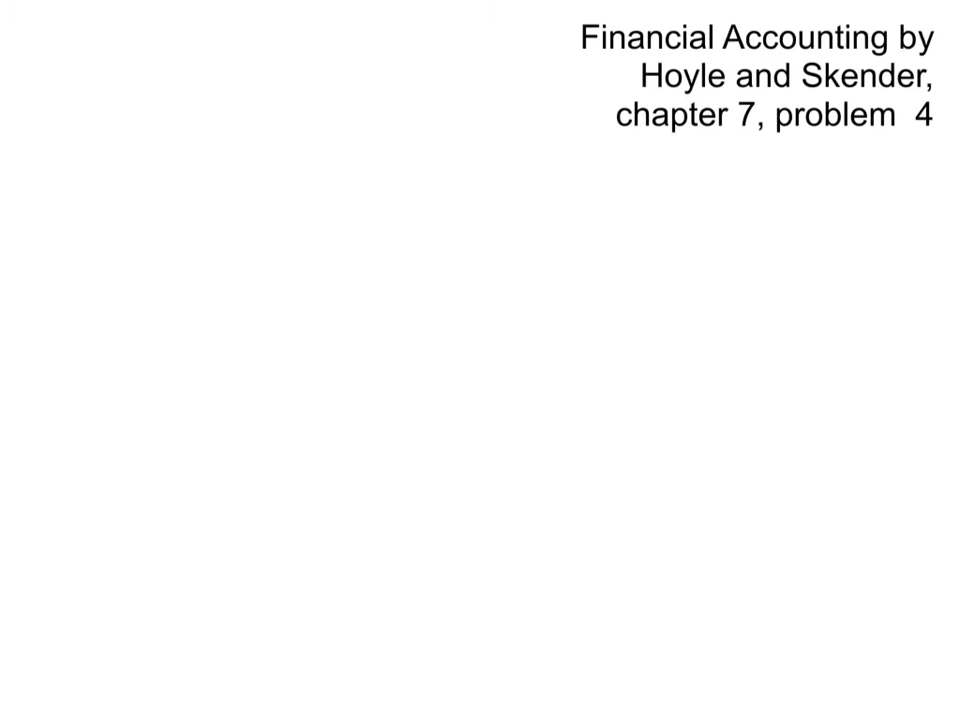 Financial Accounting by
Hoyle and Skender,
chapter 7, problem  4